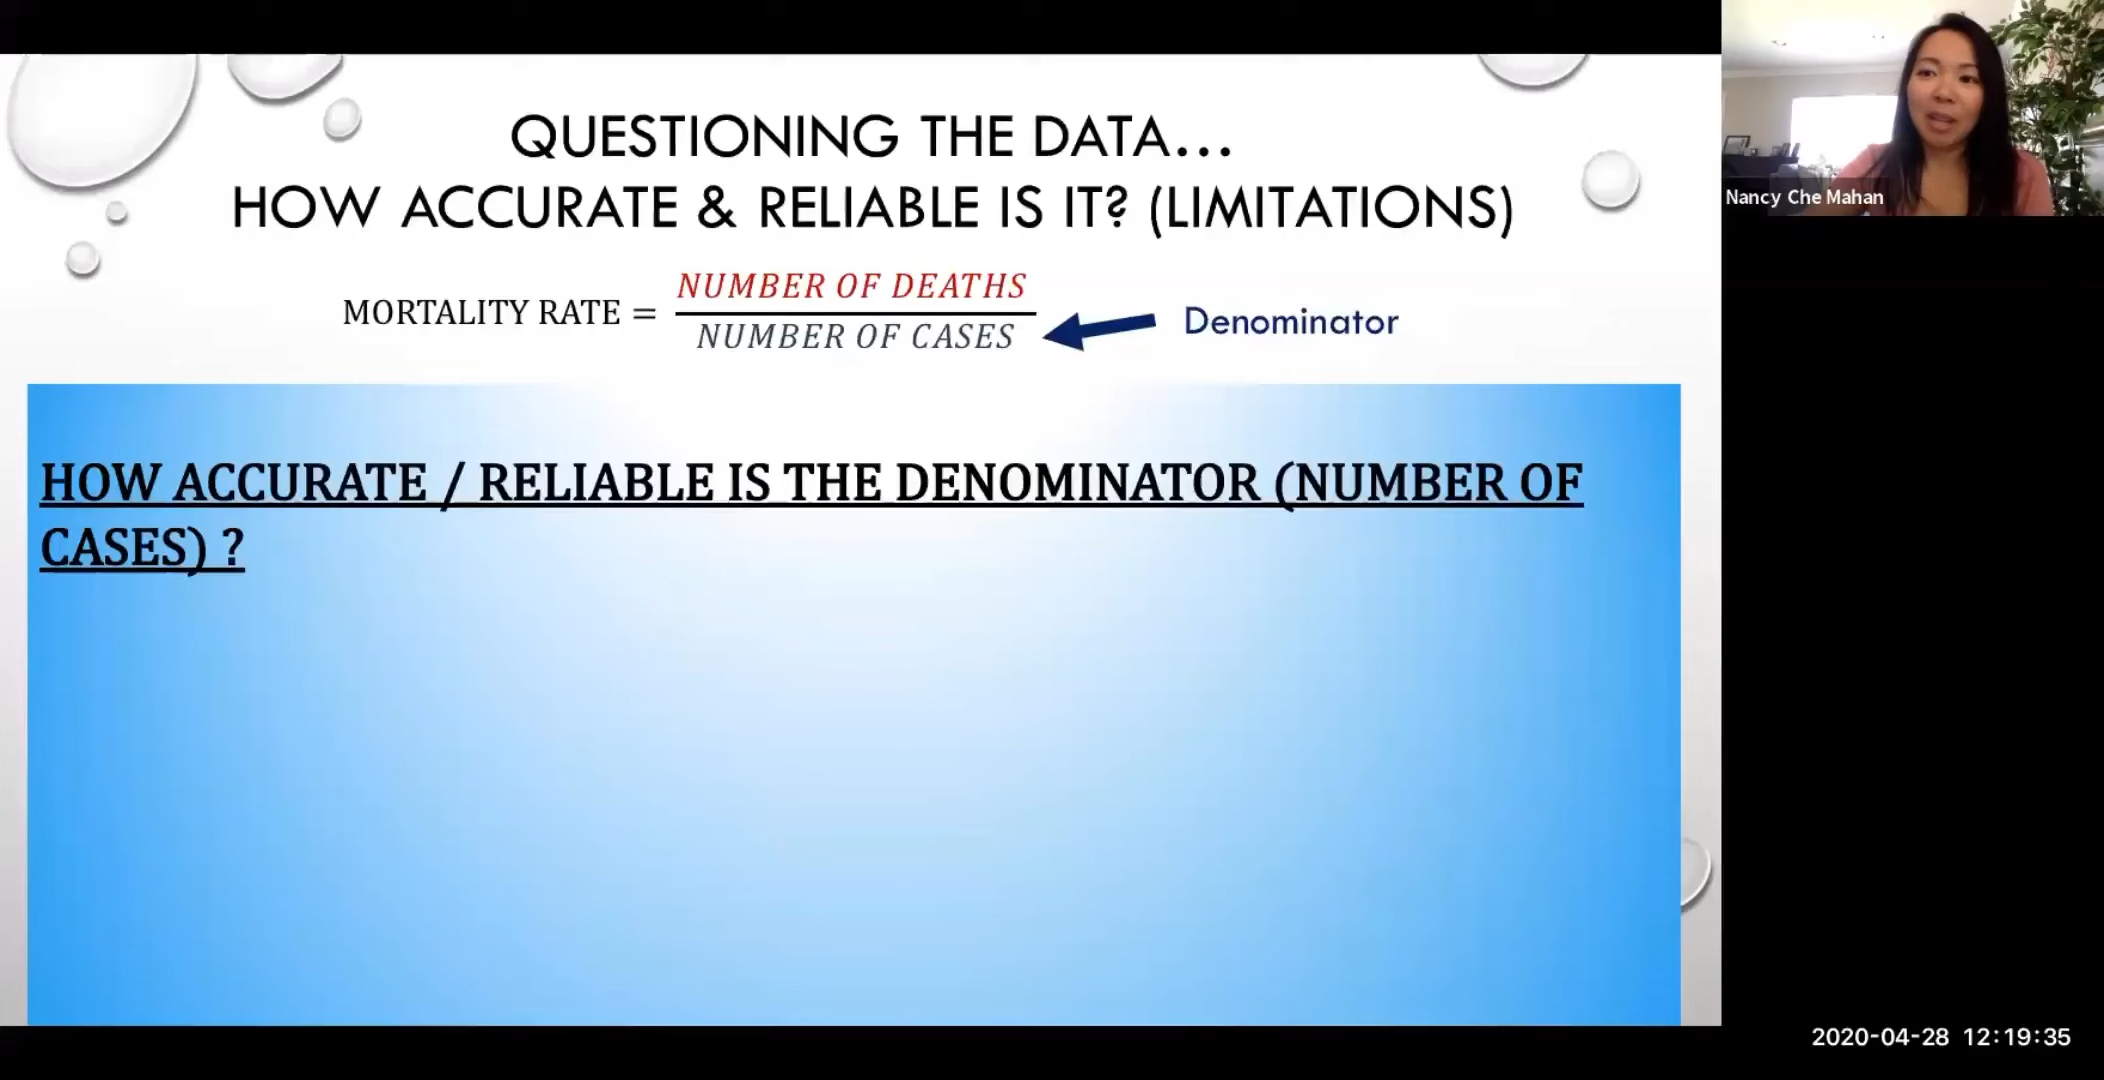 QUESTIONING THE DATA...
HOW ACCURATE & RELIABLE IS IT? (LIMITATIONS)
MORTALITY RATE = NUMBER OF DEATHS
NUMBER OF CASES
Denominator
HOW ACCURATE / RELIABLE IS THE DENOMINATOR (NUMBER OF
CASES) ?
Nancy Che Mahan
2020-04-28 12:19:35